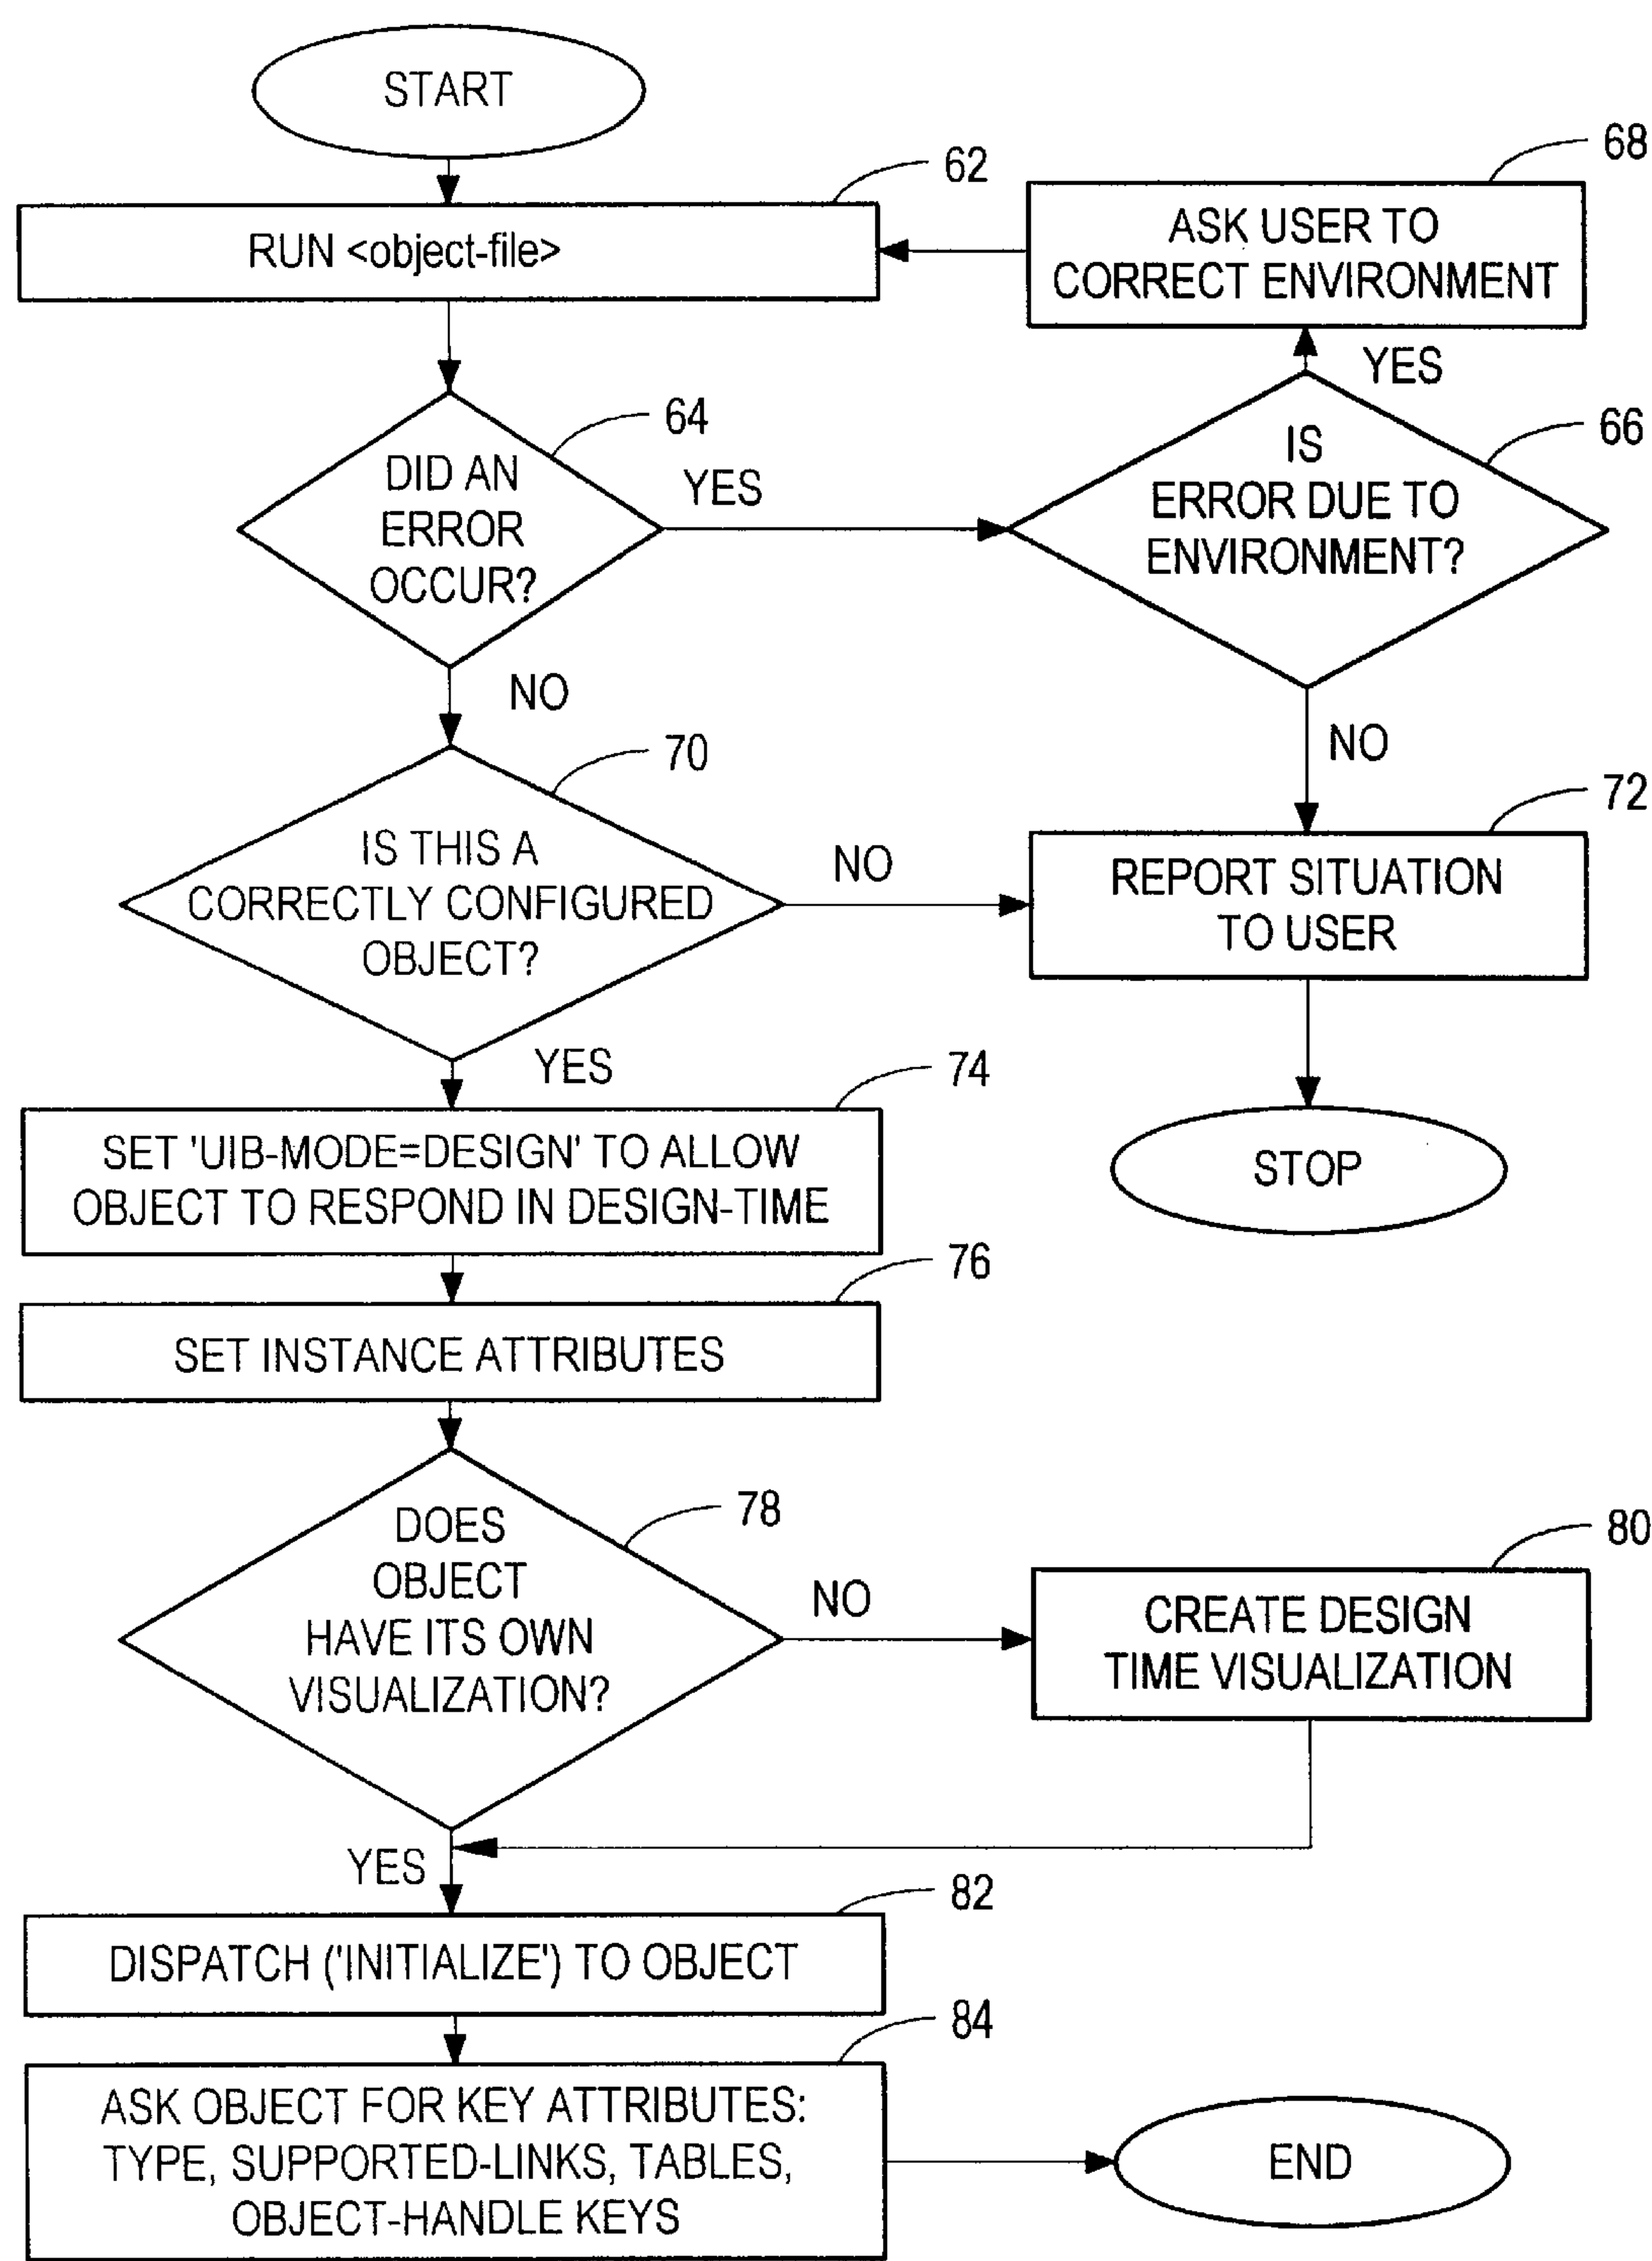 START
62
RUN <object-file>
68
ASK USER TO
CORRECT ENVIRONMENT
YES
64
DID AN
ERROR
OCCUR?
YES
66
IS
ERROR DUE TO
ENVIRONMENT?
NO
NO
70
IS THIS A
CORRECTLY CONFIGURED
OBJECT?
NO
72
REPORT SITUATION
TO USER
YES
STOP
74
SET 'UIB-MODE=DESIGN' TO ALLOW
OBJECT TO RESPOND IN DESIGN-TIME
76
SET INSTANCE ATTRIBUTES
78
DOES
OBJECT
HAVE ITS OWN
VISUALIZATION?
NO
80
CREATE DESIGN
TIME VISUALIZATION
YES
82
DISPATCH ('INITIALIZE') TO OBJECT
84
ASK OBJECT FOR KEY ATTRIBUTES:
TYPE, SUPPORTED-LINKS, TABLES,
OBJECT-HANDLE KEYS
END